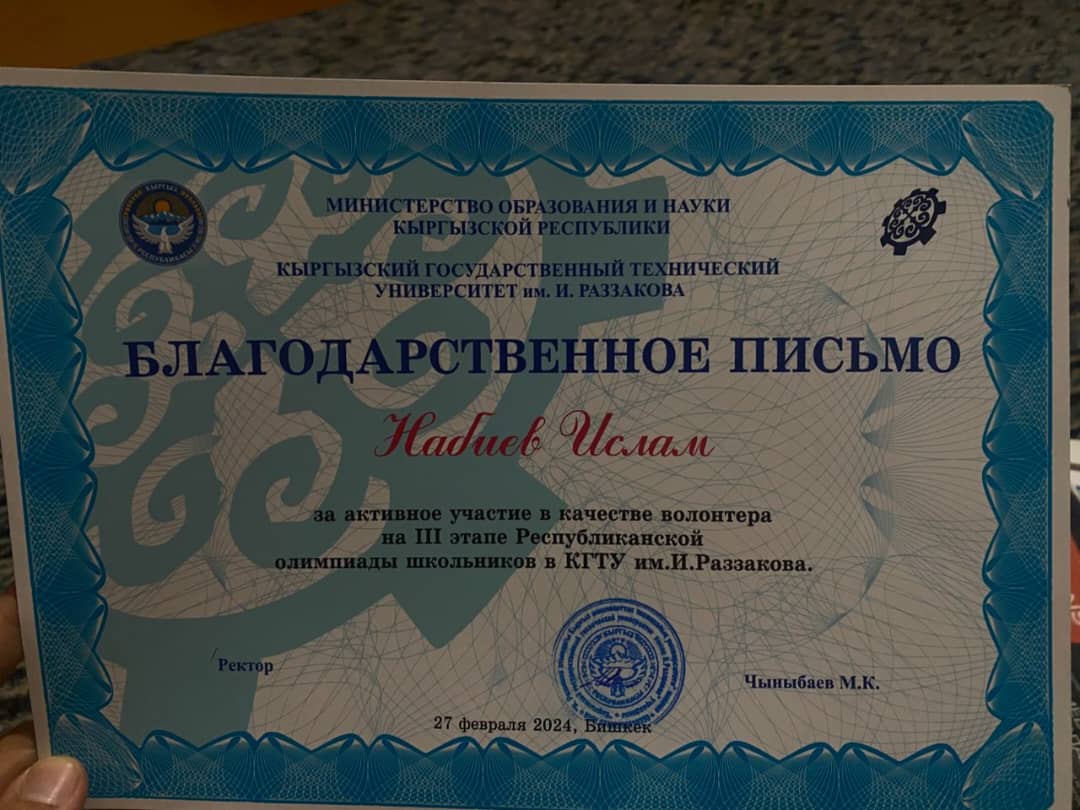 МИНИСТЕРСТВО ОБРАЗОВАНИЯ И НАУКИ
КЫРГЫЗСКОЙ РЕСПУБЛИКИ
КЫРГЫЗСКИЙ ГОСУДАРСТВЕННЫЙ ТЕХНИЧЕСКИЙ
УНИВЕРСИТЕТ им. И. РАЗЗАКОВА
БЛАГОДАРСТВЕННОЕ ПИСЬМО
Набиев Ислам
за активное участие в качестве волонтера
на III этапе Республиканской
олимпиады школьников в КГТУ им.И.Раззакова.
Ректор
Чыныбаев М.К.
27 февраля 2024, Бишкек